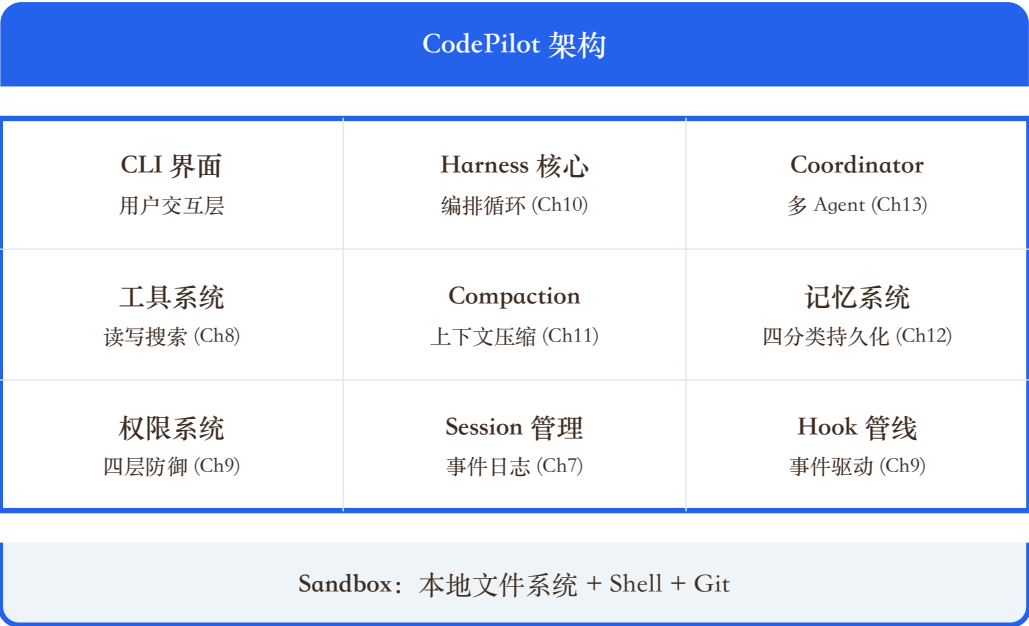 CodePilot 架构
CLI 界面
用户交互层
Harness 核心
编排循环 (Ch10)
Coordinator
多 Agent (Ch13)
工具系统
读写搜索 (Ch8)
Compaction
上下文压缩 (Ch11)
记忆系统
四分类持久化 (Ch12)
权限系统
四层防御 (Ch9)
Session 管理
事件日志 (Ch7)
Hook 管线
事件驱动 (Ch9)
Sandbox：本地文件系统 + Shell + Git